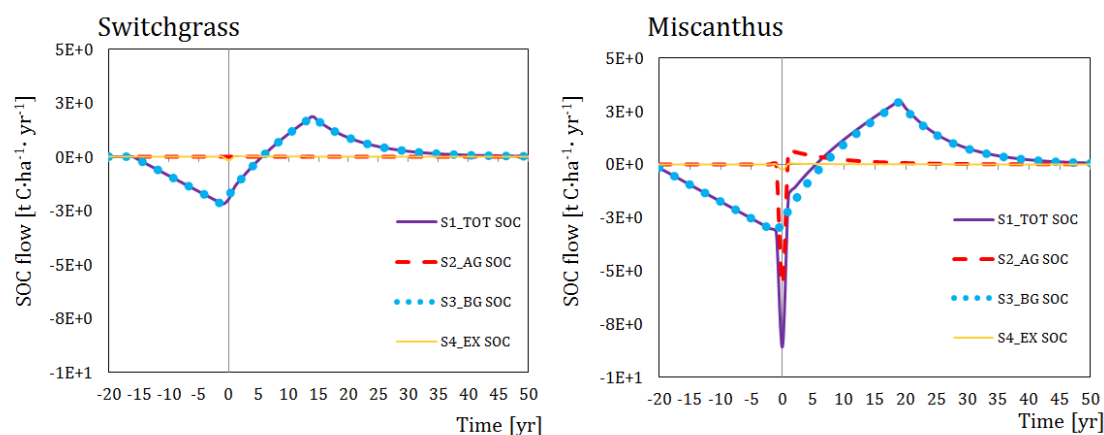 Switchgrass
SOC flow [t C·ha⁻¹· yr⁻¹]
5E+0
3E+0
0E+0
-3E+0
-5E+0
-8E+0
-1E+1
S1_TOT SOC
S2_AG SOC
S3_BG SOC
S4_EX SOC
-20 -15 -10 -5 0 5 10 15 20 25 30 35 40 45 50
Time [yr]
Miscanthus
SOC flow [t C·ha⁻¹· yr⁻¹]
5E+0
3E+0
0E+0
-3E+0
-5E+0
-8E+0
-1E+1
S1_TOT SOC
S2_AG SOC
S3_BG SOC
S4_EX SOC
-20 -15 -10 -5 0 5 10 15 20 25 30 35 40 45 50
Time [yr]